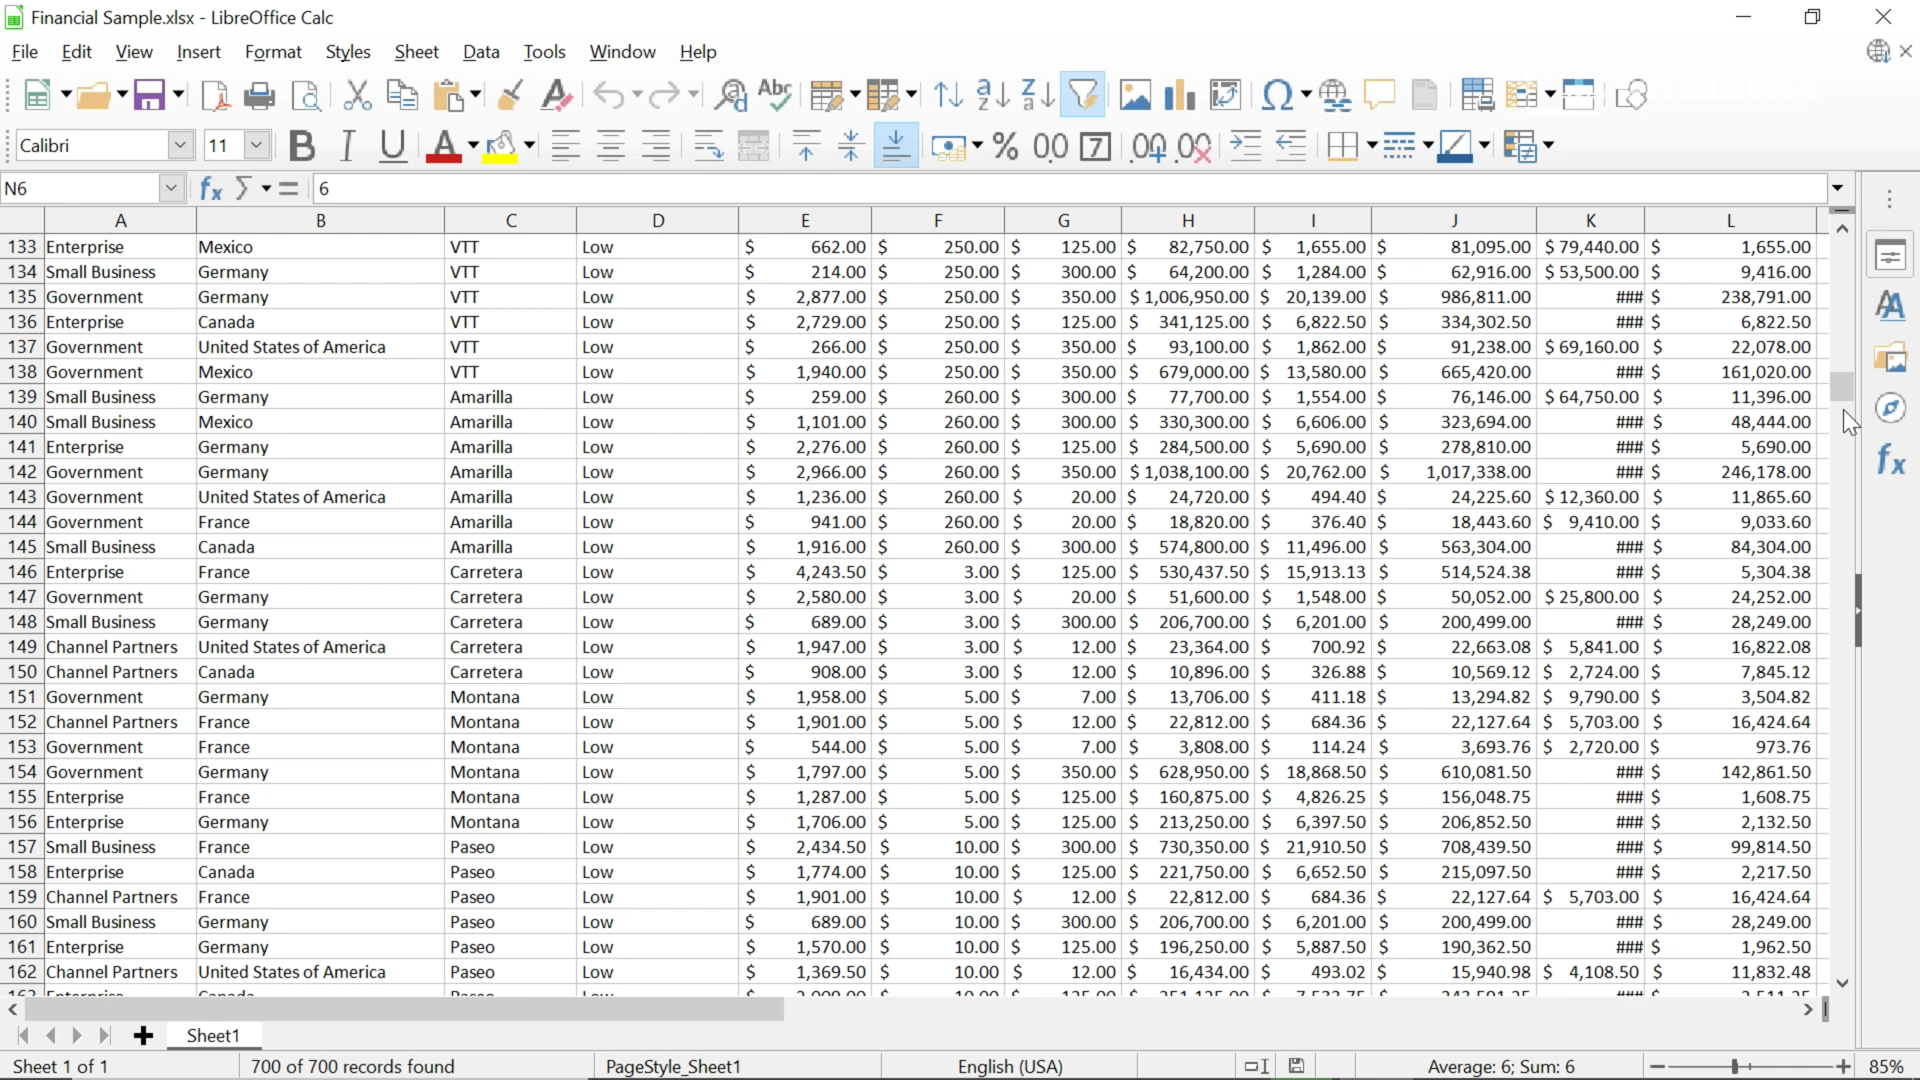 Financial Sample.xlsx - LibreOffice Calc
File Edit View Insert Format Styles Sheet Data Tools Window Help
Calibri 11
N6 6
A B C D E F G H I J K L
133 Enterprise Mexico VTT Low $ 662.00 $ 250.00 $ 125.00 $ 82,750.00 $ 1,655.00 $ 81,095.00 $ 79,440.00 $ 1,655.00
134 Small Business Germany VTT Low $ 214.00 $ 250.00 $ 300.00 $ 64,200.00 $ 1,284.00 $ 62,916.00 $ 53,500.00 $ 9,416.00
135 Government Germany VTT Low $ 2,877.00 $ 250.00 $ 350.00 $ 1,006,950.00 $ 20,139.00 $ 986,811.00 ### $ 238,791.00
136 Enterprise Canada VTT Low $ 2,729.00 $ 250.00 $ 125.00 $ 341,125.00 $ 6,822.50 $ 334,302.50 ### $ 6,822.50
137 Government United States of America VTT Low $ 266.00 $ 250.00 $ 350.00 $ 93,100.00 $ 1,862.00 $ 91,238.00 $ 69,160.00 $ 22,078.00
138 Government Mexico VTT Low $ 1,940.00 $ 250.00 $ 350.00 $ 679,000.00 $ 13,580.00 $ 665,420.00 ### $ 161,020.00
139 Small Business Germany Amarilla Low $ 259.00 $ 260.00 $ 300.00 $ 77,700.00 $ 1,554.00 $ 76,146.00 $ 64,750.00 $ 11,396.00
140 Small Business Mexico Amarilla Low $ 1,101.00 $ 260.00 $ 300.00 $ 330,300.00 $ 6,606.00 $ 323,694.00 ### $ 48,444.00
141 Enterprise Germany Amarilla Low $ 2,276.00 $ 260.00 $ 125.00 $ 284,500.00 $ 5,690.00 $ 278,810.00 ### $ 5,690.00
142 Government Germany Amarilla Low $ 2,966.00 $ 260.00 $ 350.00 $ 1,038,100.00 $ 20,762.00 $ 1,017,338.00 ### $ 246,178.00
143 Government United States of America Amarilla Low $ 1,236.00 $ 260.00 $ 20.00 $ 24,720.00 $ 494.40 $ 24,225.60 $ 12,360.00 $ 11,865.60
144 Government France Amarilla Low $ 941.00 $ 260.00 $ 20.00 $ 18,820.00 $ 376.40 $ 18,443.60 $ 9,410.00 $ 9,033.60
145 Small Business Canada Amarilla Low $ 1,916.00 $ 260.00 $ 300.00 $ 574,800.00 $ 11,496.00 $ 563,304.00 ### $ 84,304.00
146 Enterprise France Carretera Low $ 4,243.50 $ 3.00 $ 125.00 $ 530,437.50 $ 15,913.13 $ 514,524.38 ### $ 5,304.38
147 Government Germany Carretera Low $ 2,580.00 $ 3.00 $ 20.00 $ 51,600.00 $ 1,548.00 $ 50,052.00 $ 25,800.00 $ 24,252.00
148 Small Business Germany Carretera Low $ 689.00 $ 3.00 $ 300.00 $ 206,700.00 $ 6,201.00 $ 200,499.00 ### $ 28,249.00
149 Channel Partners United States of America Carretera Low $ 1,947.00 $ 3.00 $ 12.00 $ 23,364.00 $ 700.92 $ 22,663.08 $ 5,841.00 $ 16,822.08
150 Channel Partners Canada Carretera Low $ 908.00 $ 3.00 $ 12.00 $ 10,896.00 $ 326.88 $ 10,569.12 $ 2,724.00 $ 7,845.12
151 Government Germany Montana Low $ 1,958.00 $ 5.00 $ 7.00 $ 13,706.00 $ 411.18 $ 13,294.82 $ 9,790.00 $ 3,504.82
152 Channel Partners France Montana Low $ 1,901.00 $ 5.00 $ 12.00 $ 22,812.00 $ 684.36 $ 22,127.64 $ 5,703.00 $ 16,424.64
153 Government France Montana Low $ 544.00 $ 5.00 $ 7.00 $ 3,808.00 $ 114.24 $ 3,693.76 $ 2,720.00 $ 973.76
154 Government Germany Montana Low $ 1,797.00 $ 5.00 $ 350.00 $ 628,950.00 $ 18,868.50 $ 610,081.50 ### $ 142,861.50
155 Enterprise France Montana Low $ 1,287.00 $ 5.00 $ 125.00 $ 160,875.00 $ 4,826.25 $ 156,048.75 ### $ 1,608.75
156 Enterprise Germany Montana Low $ 1,706.00 $ 5.00 $ 125.00 $ 213,250.00 $ 6,397.50 $ 206,852.50 ### $ 2,132.50
157 Small Business France Paseo Low $ 2,434.50 $ 10.00 $ 300.00 $ 730,350.00 $ 21,910.50 $ 708,439.50 ### $ 99,814.50
158 Enterprise Canada Paseo Low $ 1,774.00 $ 10.00 $ 125.00 $ 221,750.00 $ 6,652.50 $ 215,097.50 ### $ 2,217.50
159 Channel Partners France Paseo Low $ 1,901.00 $ 10.00 $ 12.00 $ 22,812.00 $ 684.36 $ 22,127.64 $ 5,703.00 $ 16,424.64
160 Small Business Germany Paseo Low $ 689.00 $ 10.00 $ 300.00 $ 206,700.00 $ 6,201.00 $ 200,499.00 ### $ 28,249.00
161 Enterprise Germany Paseo Low $ 1,570.00 $ 10.00 $ 125.00 $ 196,250.00 $ 5,887.50 $ 190,362.50 ### $ 1,962.50
162 Channel Partners United States of America Paseo Low $ 1,369.50 $ 10.00 $ 12.00 $ 16,434.00 $ 493.02 $ 15,940.98 $ 4,108.50 $ 11,832.48
Sheet1
Sheet 1 of 1 700 of 700 records found PageStyle_Sheet1 English (USA) Average: 6; Sum: 6 85%